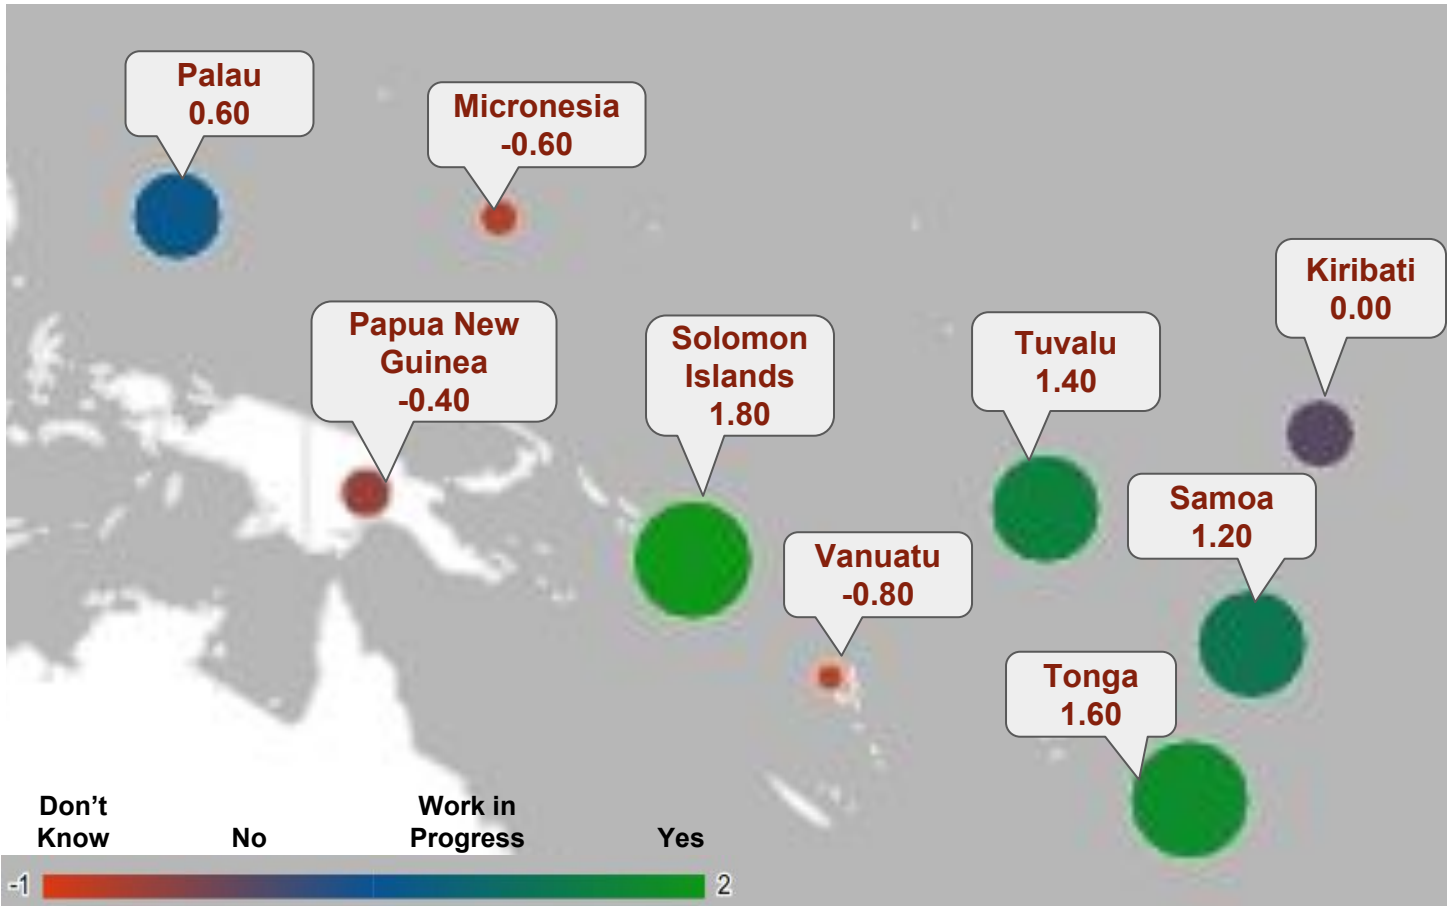 Palau
0.60
Micronesia
-0.60
Kiribati
0.00
Papua New
Guinea
-0.40
Solomon
Islands
1.80
Tuvalu
1.40
Samoa
1.20
Vanuatu
-0.80
Tonga
1.60
Don't
Know
No
Work in
Progress
Yes
-1
2